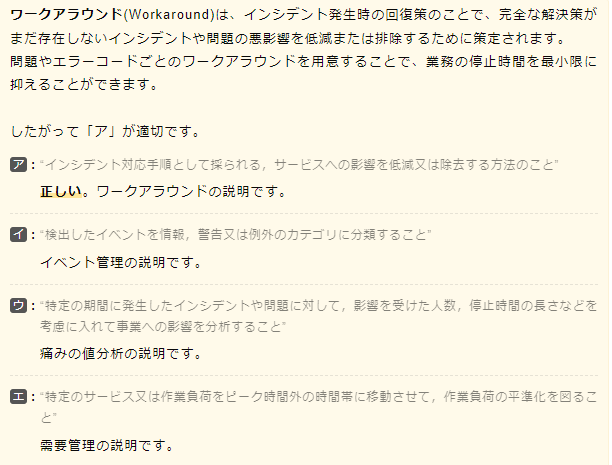 ワークアラウンド(Workaround)は、インシデント発生時の回復策のことで、完全な解決策が
まだ存在しないインシデントや問題の悪影響を低減または排除するために策定されます。
問題やエラーコードごとのワークアラウンドを用意することで、業務の停止時間を最小限に
抑えることができます。
したがって「ア」が適切です。
ア：“インシデント対応手順として採られる，サービスへの影響を低減又は除去する方法のこと”
正しい。ワークアラウンドの説明です。
イ：“検出したイベントを情報，警告又は例外のカテゴリに分類すること”
イベント管理の説明です。
ウ：“特定の期間に発生したインシデントや問題に対して，影響を受けた人数，停止時間の長さなどを
考慮に入れて事業への影響を分析すること”
痛みの値分析の説明です。
エ：“特定のサービス又は作業負荷をピーク時間外の時間帯に移動させて，作業負荷の平準化を図るこ
と”
需要管理の説明です。